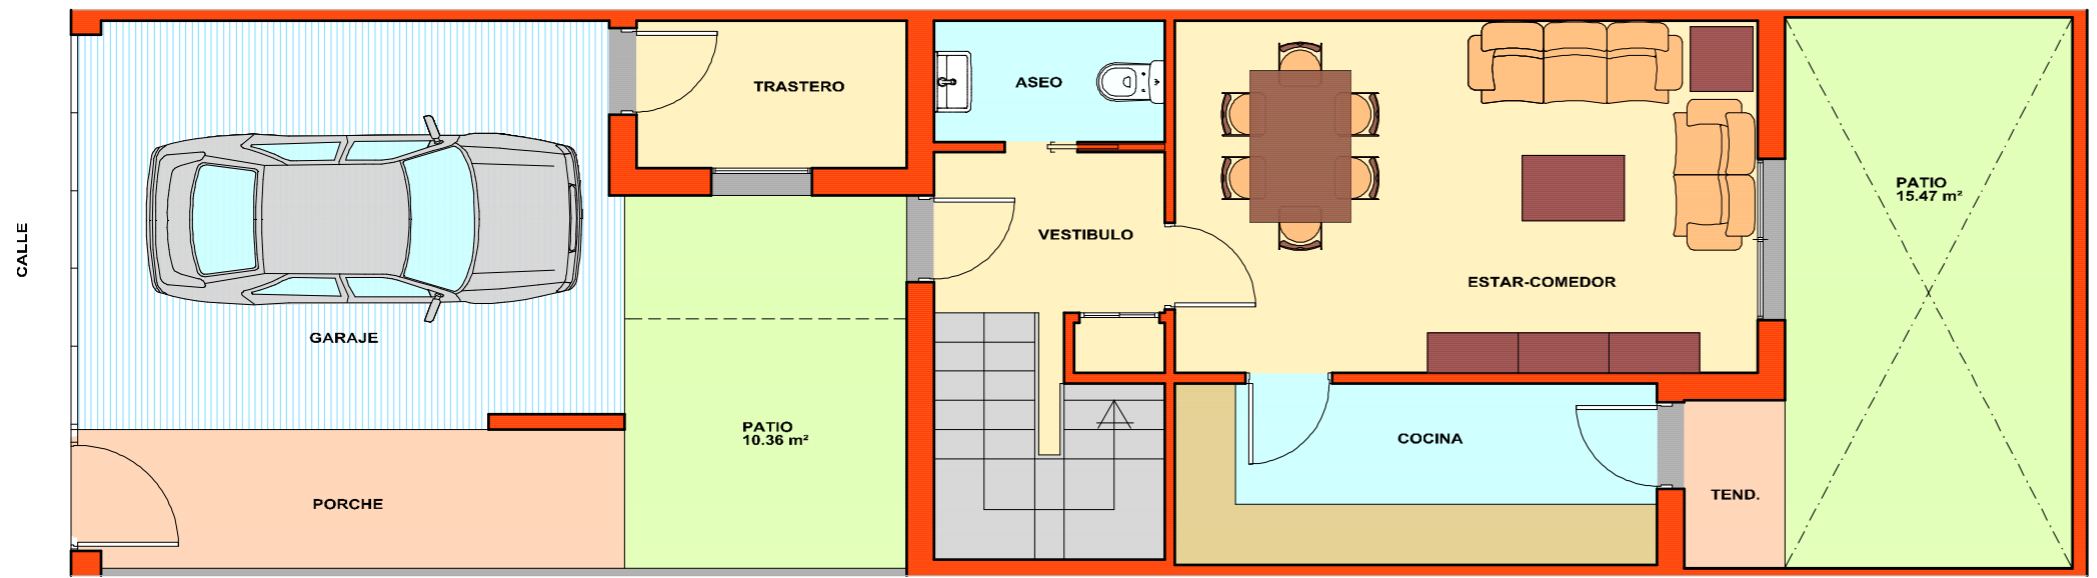 CALLE
GARAJE
PORCHE
TRASTERO
PATIO
10.36 m²
ASEO
VESTIBULO
ESTAR-COMEDOR
COCINA
TEND.
PATIO
15.47 m²